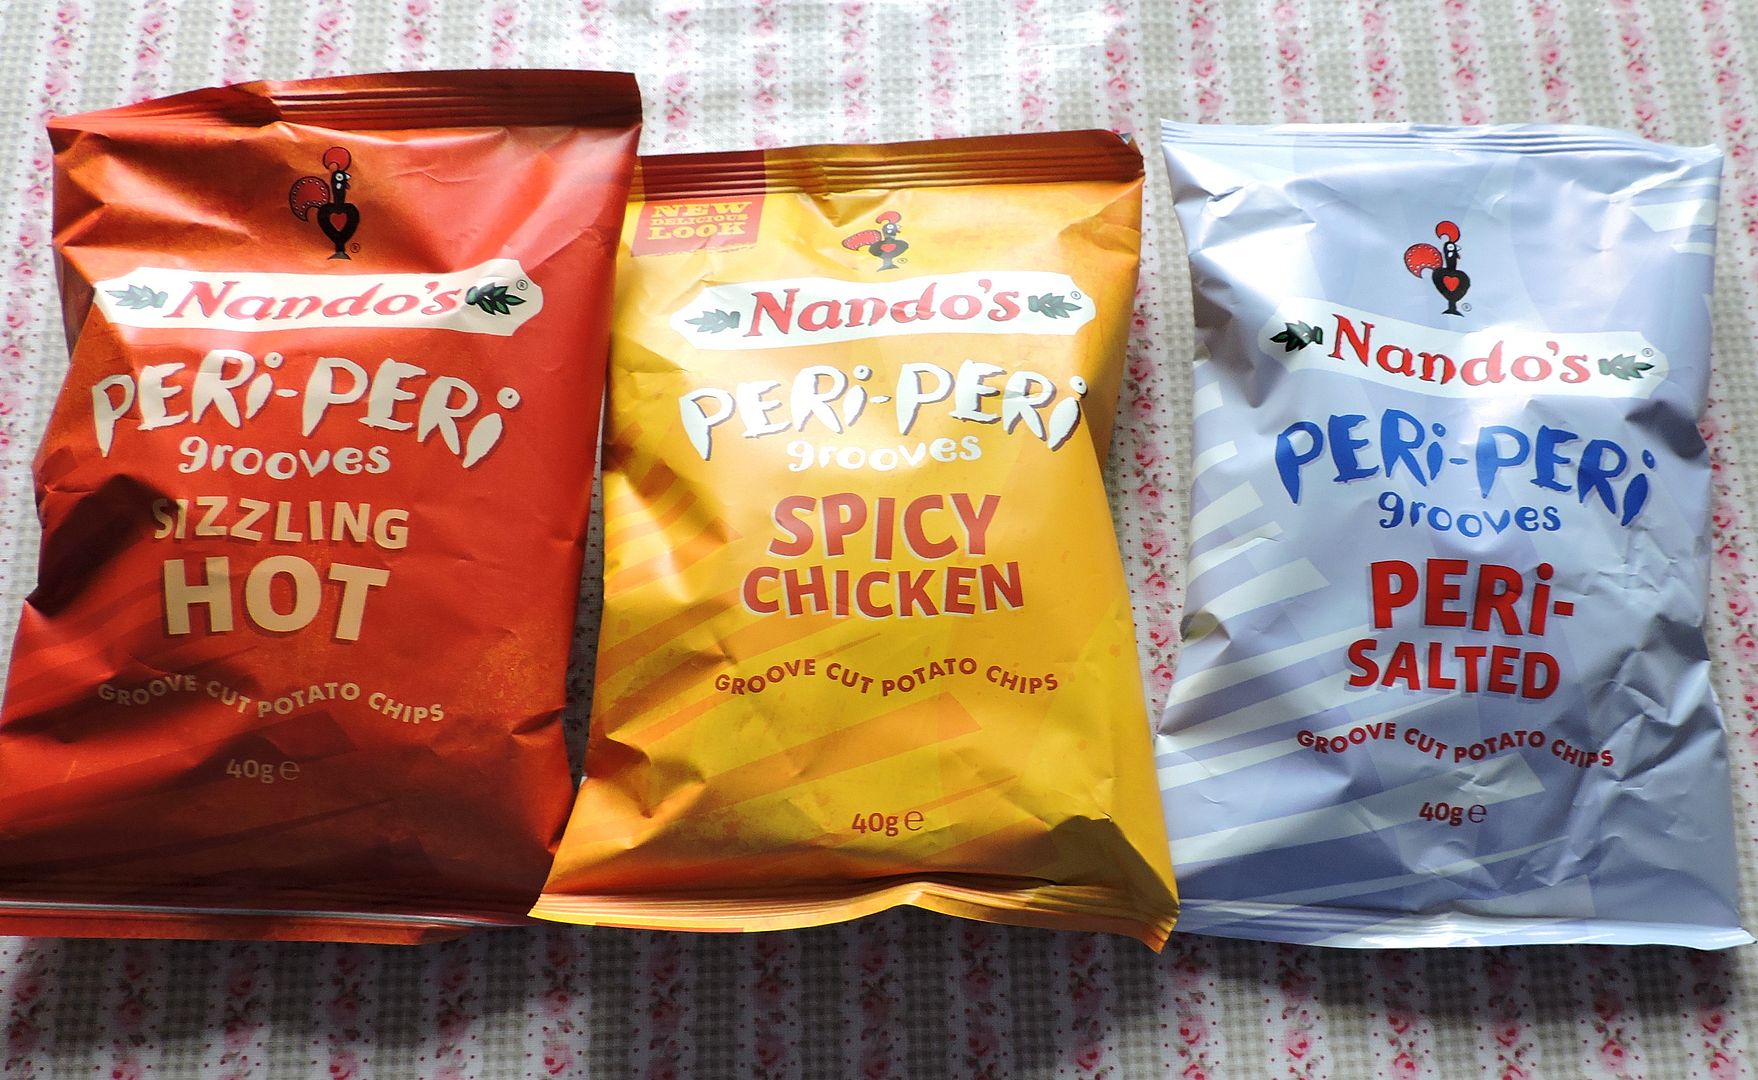 Nando's®
PERi-PERi
grooves
SIZZLING
HOT
GROOVE CUT POTATO CHIPS
40g e
NEW
DELICIOUS
LOOK
Nando's®
PERi-PERi
grooves
SPICY
CHICKEN
GROOVE CUT POTATO CHIPS
40g e
Nando's®
PERi-PERi
grooves
PERi-
SALTED
GROOVE CUT POTATO CHIPS
40g e